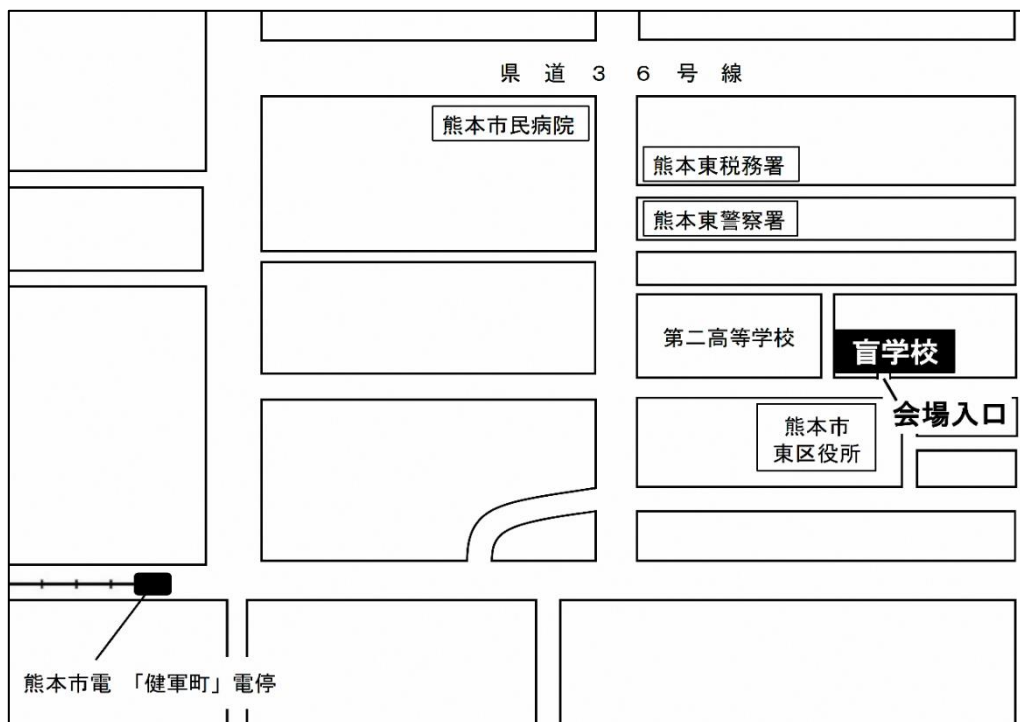 県道３６号線
熊本市民病院
熊本東税務署
熊本東警察署
第二高等学校
盲学校
会場入口
熊本市
東区役所
熊本市電 「健軍町」電停